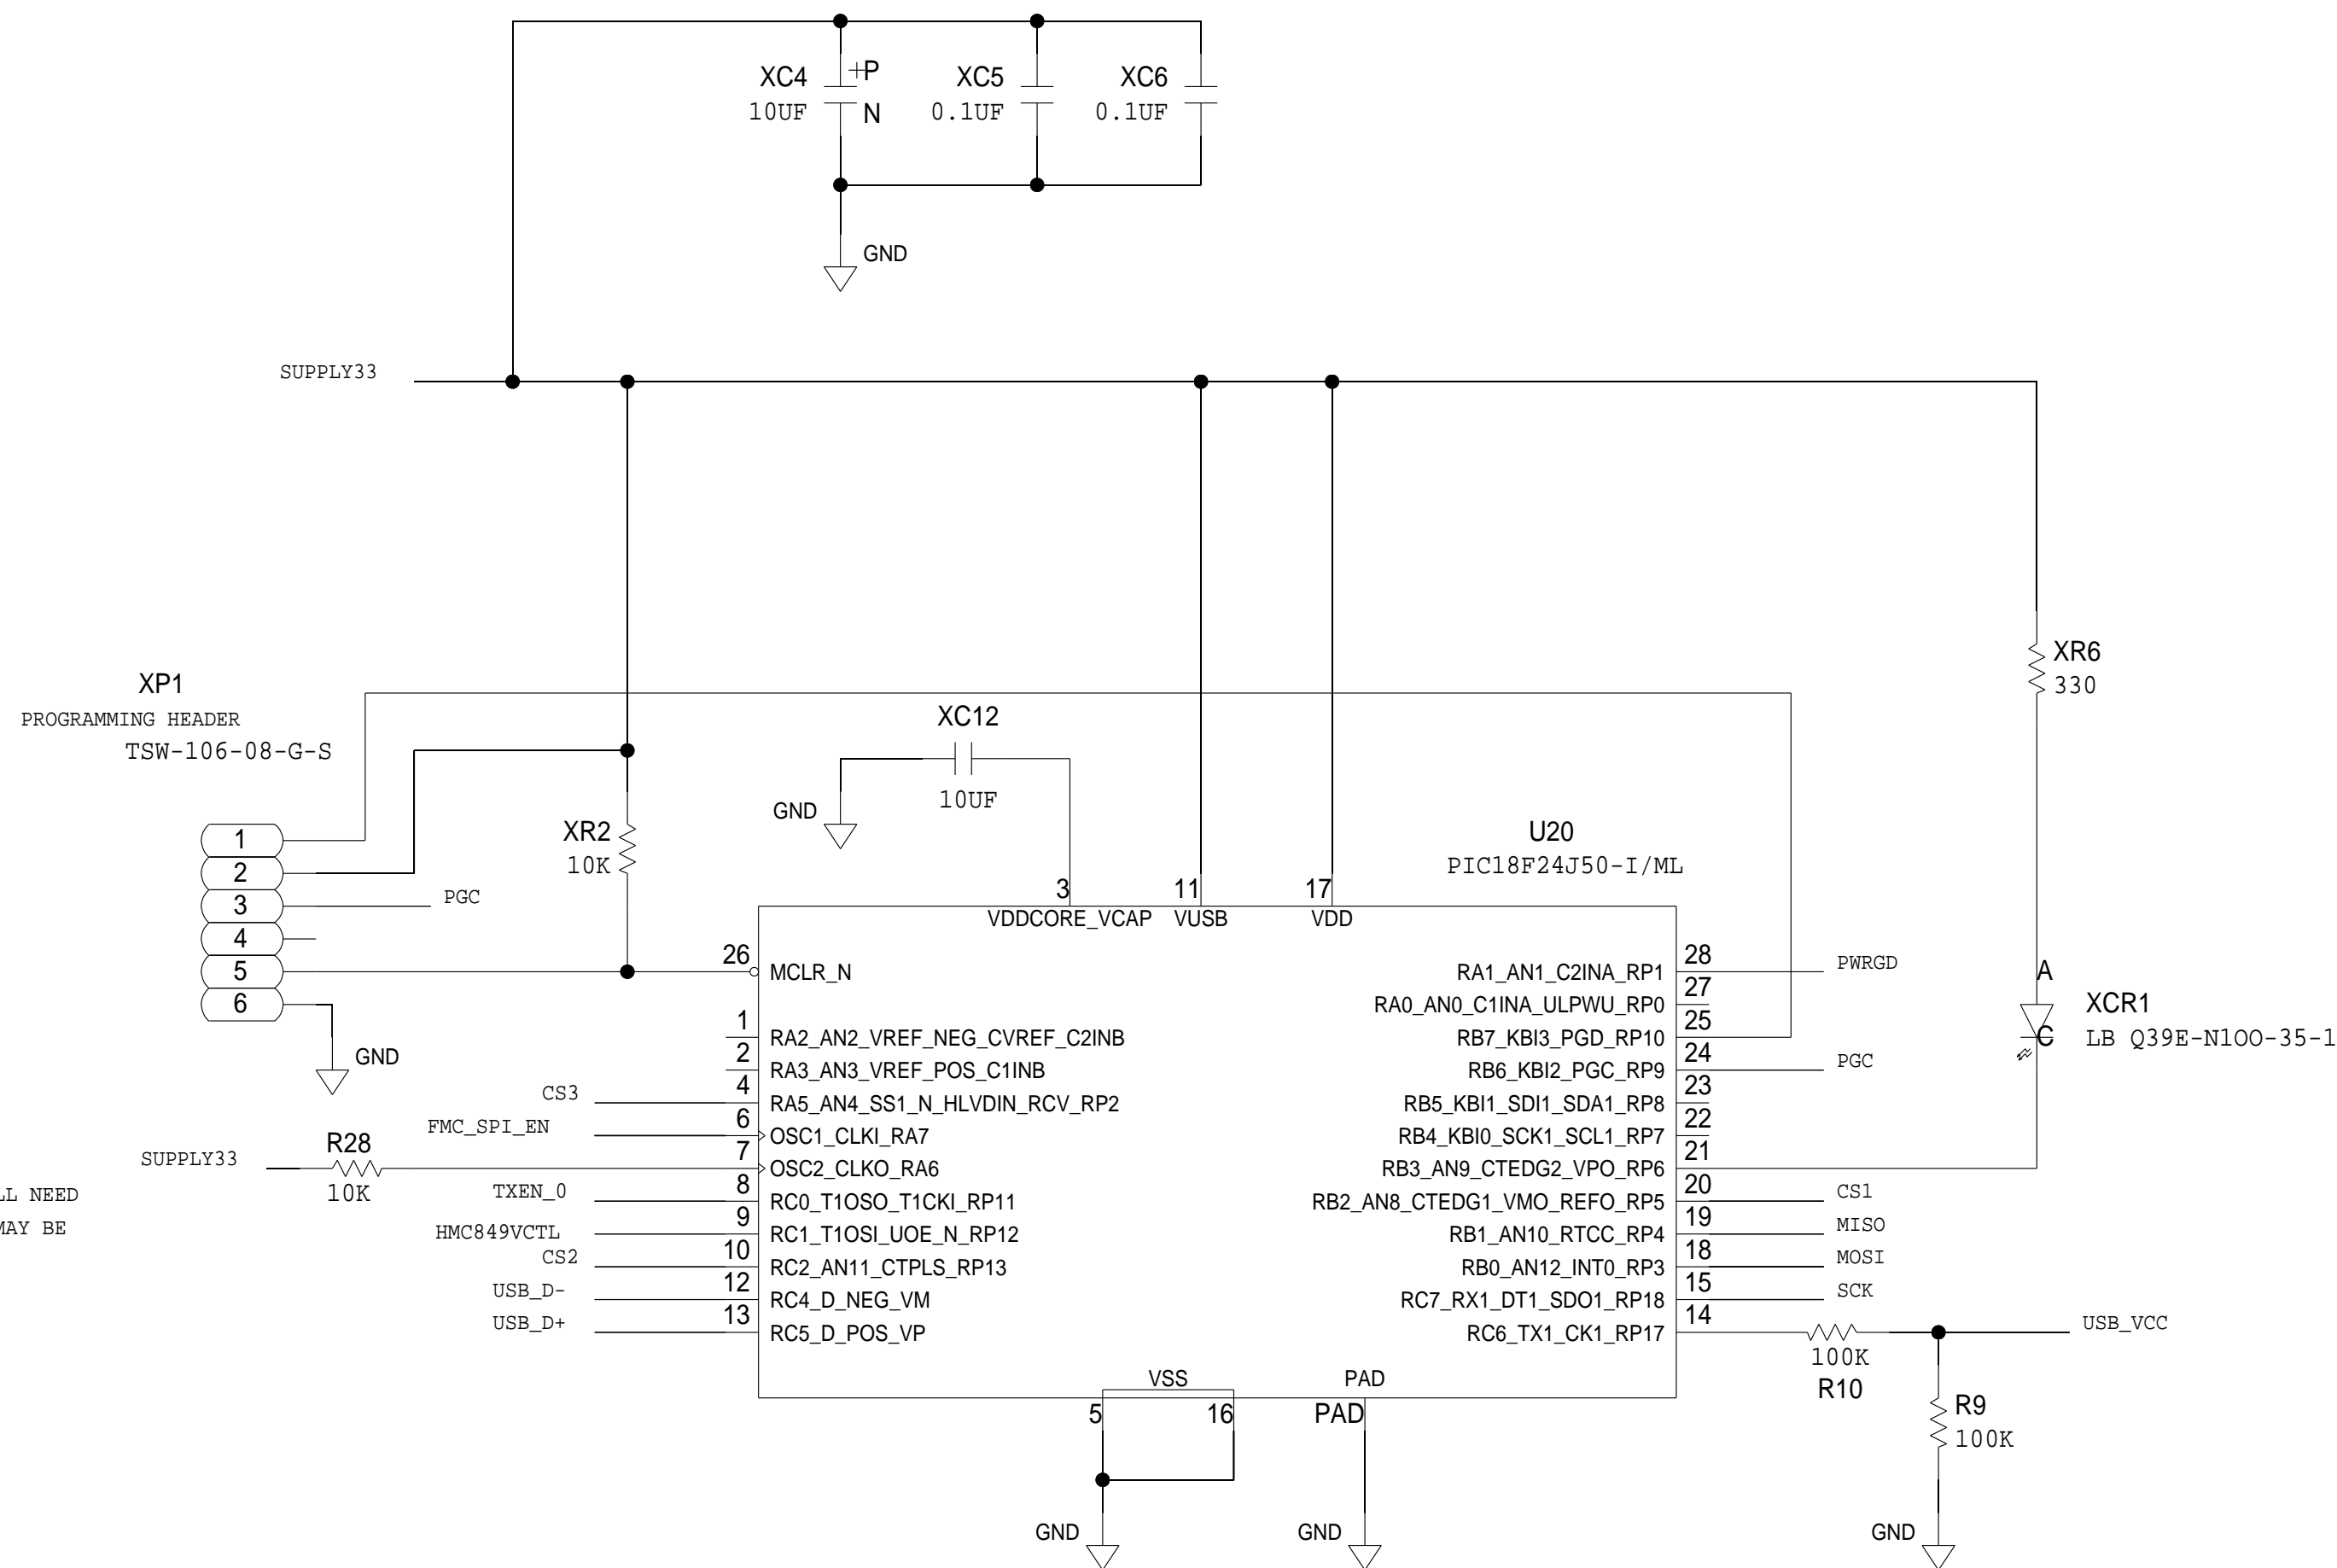 XC4
+P
10UF
N
XC5
0.1UF
XC6
0.1UF
GND
SUPPLY33
XR6
330
XP1
PROGRAMMING HEADER
TSW-106-08-G-S
XC12
10UF
GND
XR2
10K
U20
PIC18F24J50-I/ML
1
2
3
4
5
6
PGC
GND
3
11
17
VDDCORE_VCAP
VUSB
VDD
26
MCLR_N
1
RA2_AN2_VREF_NEG_CVREF_C2INB
2
RA3_AN3_VREF_POS_C1INB
CS3
4
RA5_AN4_SS1_N_HLVDIN_RCV_RP2
FMC_SPI_EN
6
OSC1_CLKI_RA7
SUPPLY33
R28
10K
7
OSC2_CLKO_RA6
LL NEED
MAY BE
TXEN_0
8
RC0_T1OSO_T1CKI_RP11
HMC849VCTL
9
RC1_T1OSI_UOE_N_RP12
CS2
10
RC2_AN11_CTPLS_RP13
USB_D-
12
RC4_D_NEG_VM
USB_D+
13
RC5_D_POS_VP
RA1_AN1_C2INA_RP1
28
PWRGD
RA0_AN0_C1INA_ULPWU_RP0
27
RB7_KBI3_PGD_RP10
25
RB6_KBI2_PGC_RP9
24
PGC
RB5_KBI1_SDI1_SDA1_RP8
23
RB4_KBI0_SCK1_SCL1_RP7
22
RB3_AN9_CTEDG2_VPO_RP6
21
RB2_AN8_CTEDG1_VMO_REFO_RP5
20
CS1
RB1_AN10_RTCC_RP4
19
MISO
RB0_AN12_INT0_RP3
18
MOSI
RC7_RX1_DT1_SDO1_RP18
15
SCK
RC6_TX1_CK1_RP17
14
A
C
XCR1
LB Q39E-N1OO-35-1
USB_VCC
100K
R10
R9
100K
VSS
PAD
5
16
PAD
GND
GND
GND